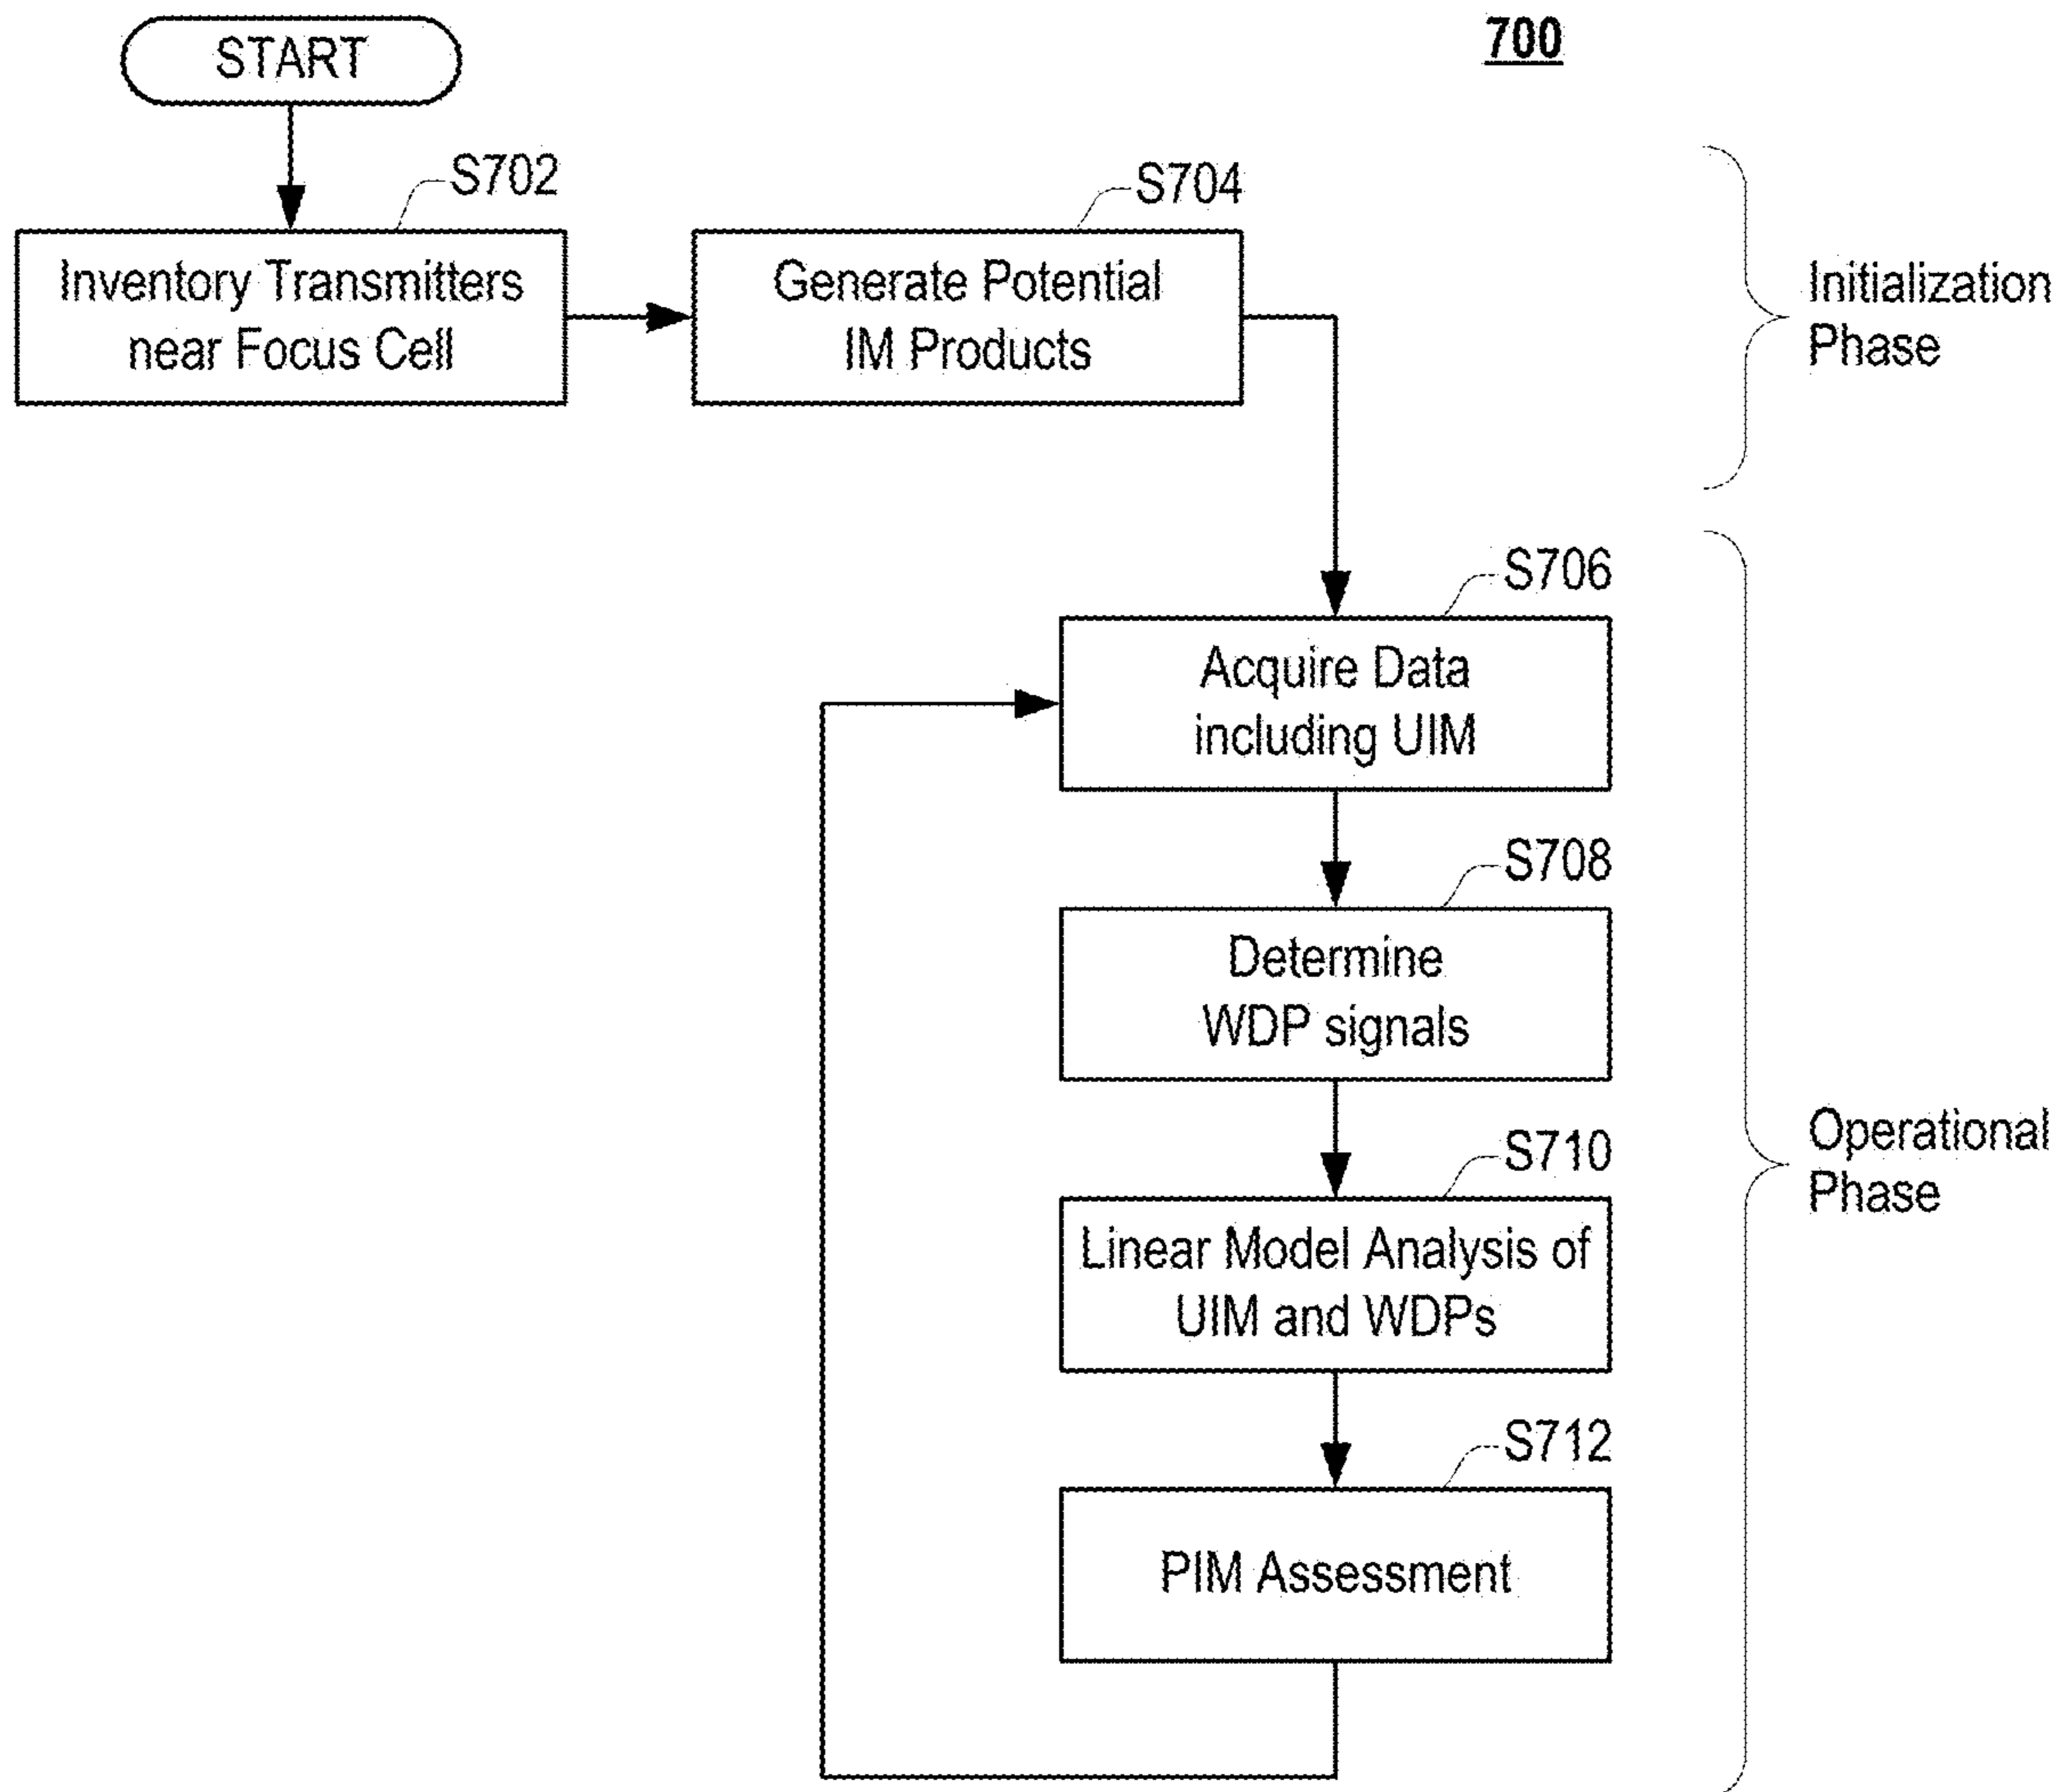 700
START
S702
Inventory Transmitters
near Focus Cell
S704
Generate Potential
IM Products
Initialization
Phase
S706
Acquire Data
including UIM
S708
Determine
WDP signals
S710
Linear Model Analysis of
UIM and WDPs
S712
PIM Assessment
Operational
Phase